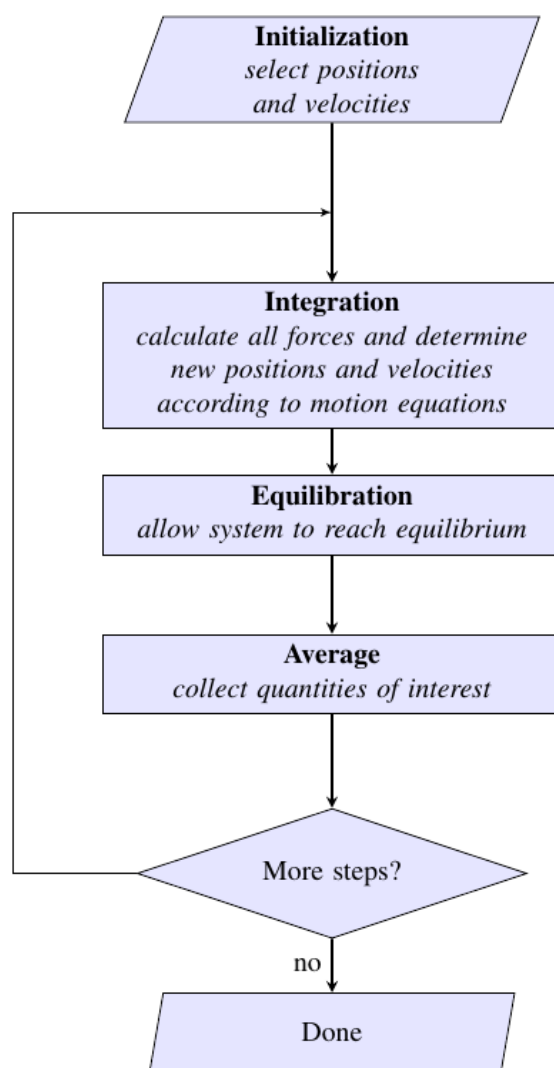 Initialization
select positions
and velocities
Integration
calculate all forces and determine
new positions and velocities
according to motion equations
Equilibration
allow system to reach equilibrium
Average
collect quantities of interest
More steps?
no
Done